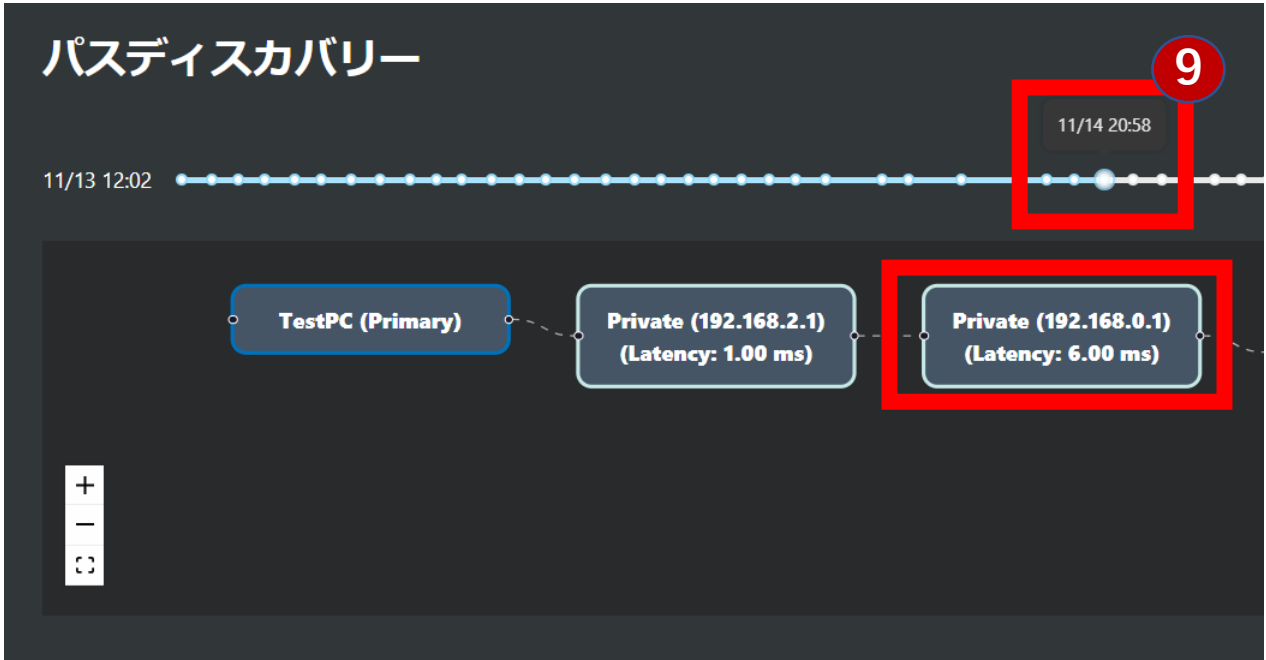 パスディスカバリー
9
11/14 20:58
11/13 12:02
TestPC (Primary)
Private (192.168.2.1)
(Latency: 1.00 ms)
Private (192.168.0.1)
(Latency: 6.00 ms)